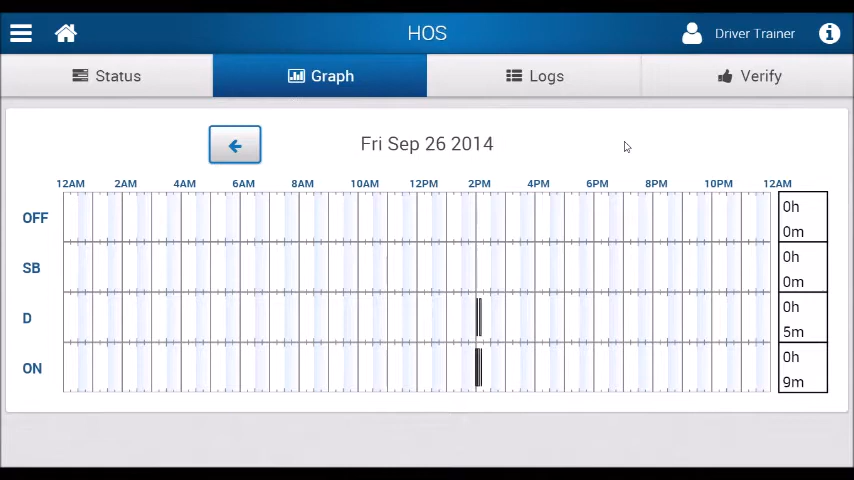 HOS
Driver Trainer
Status
Graph
Logs
Verify
Fri Sep 26 2014
12AM 2AM 4AM 6AM 8AM 10AM 12PM 2PM 4PM 6PM 8PM 10PM 12AM
OFF
0h
0m
SB
0h
0m
D
0h
5m
ON
0h
9m